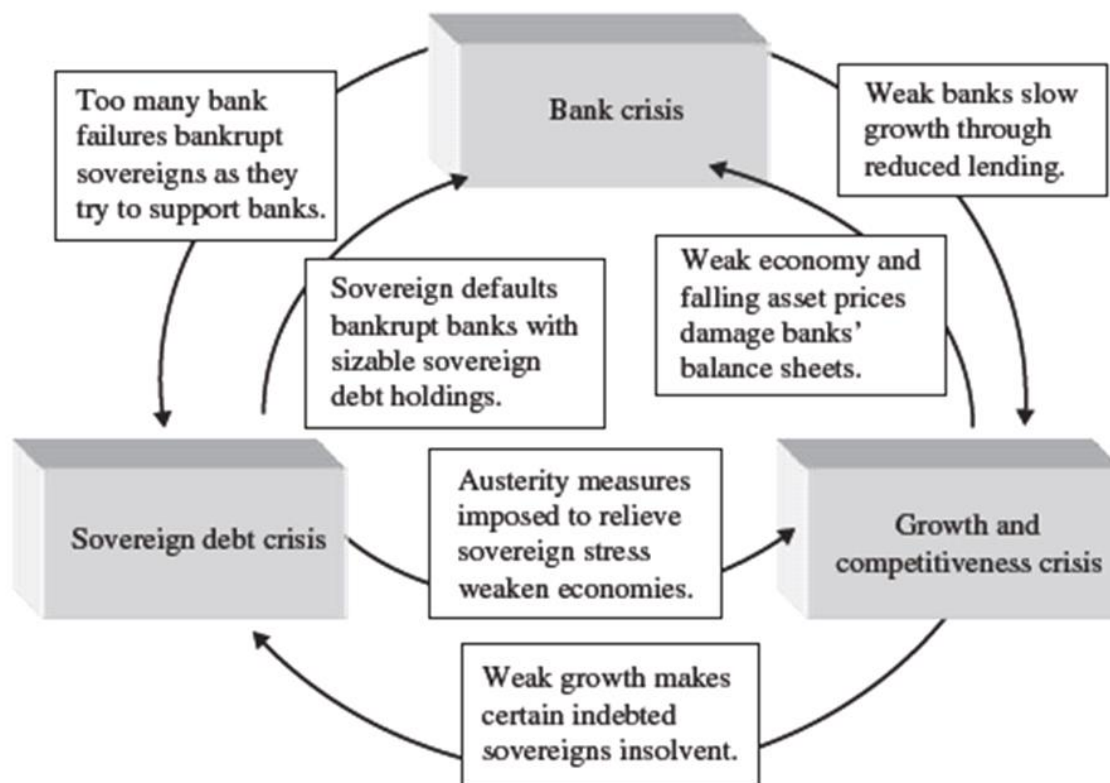 Bank crisis
Too many bank
failures bankrupt
sovereigns as they
try to support banks.
Weak banks slow
growth through
reduced lending.
Sovereign defaults
bankrupt banks with
sizable sovereign
debt holdings.
Weak economy and
falling asset prices
damage banks’
balance sheets.
Sovereign debt crisis
Austerity measures
imposed to relieve
sovereign stress
weaken economies.
Growth and
competitiveness crisis
Weak growth makes
certain indebted
sovereigns insolvent.